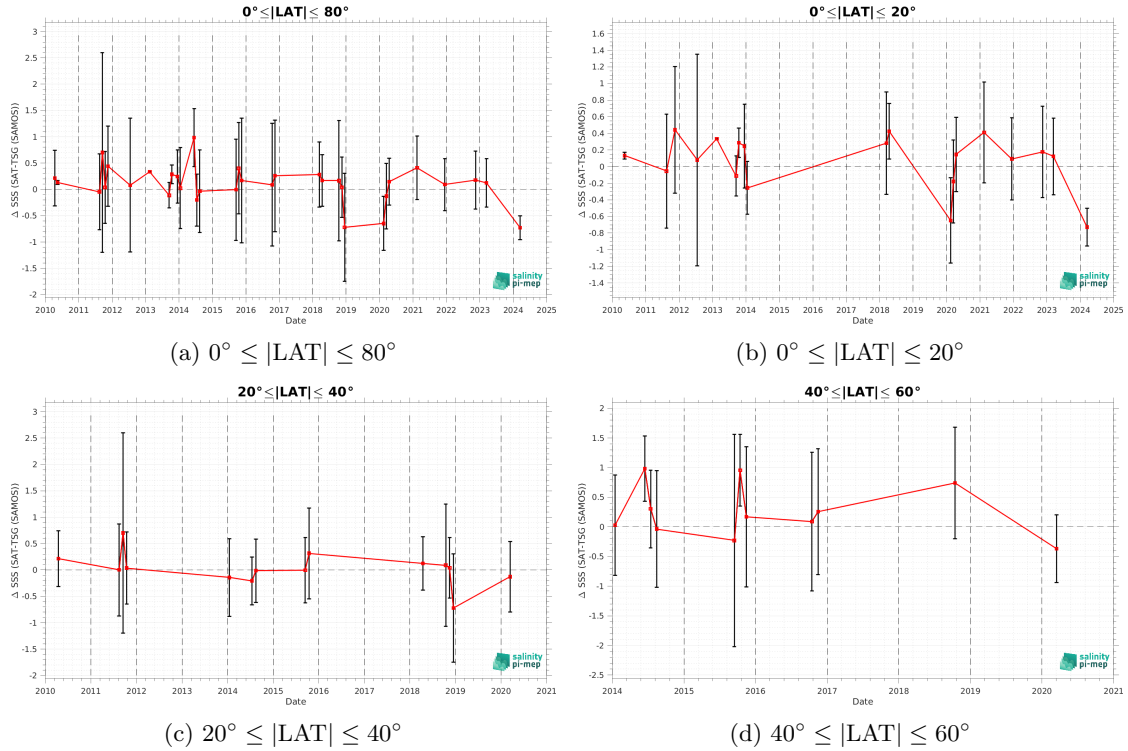 0°≤|LAT|≤ 80°
Δ SSS (SAT-TSG (SAMOS))
3
2.5
2
1.5
1
0.5
0
-0.5
-1
-1.5
-2
2010 2011 2012 2013 2014 2015 2016 2017 2018 2019 2020 2021 2022 2023 2024 2025
Date
salinity
pi-mep
(a) 0° ≤ |LAT| ≤ 80°
0°≤|LAT|≤ 20°
Δ SSS (SAT-TSG (SAMOS))
1.6
1.4
1.2
1
0.8
0.6
0.4
0.2
0
-0.2
-0.4
-0.6
-0.8
-1
-1.2
-1.4
2010 2011 2012 2013 2014 2015 2016 2017 2018 2019 2020 2021 2022 2023 2024 2025
Date
salinity
pi-mep
(b) 0° ≤ |LAT| ≤ 20°
20°≤|LAT|≤ 40°
Δ SSS (SAT-TSG (SAMOS))
3
2.5
2
1.5
1
0.5
0
-0.5
-1
-1.5
-2
2010 2011 2012 2013 2014 2015 2016 2017 2018 2019 2020 2021
Date
salinity
pi-mep
(c) 20° ≤ |LAT| ≤ 40°
40°≤|LAT|≤ 60°
Δ SSS (SAT-TSG (SAMOS))
2
1.5
1
0.5
0
-0.5
-1
-1.5
-2
-2.5
2014 2015 2016 2017 2018 2019 2020 2021
Date
salinity
pi-mep
(d) 40° ≤ |LAT| ≤ 60°